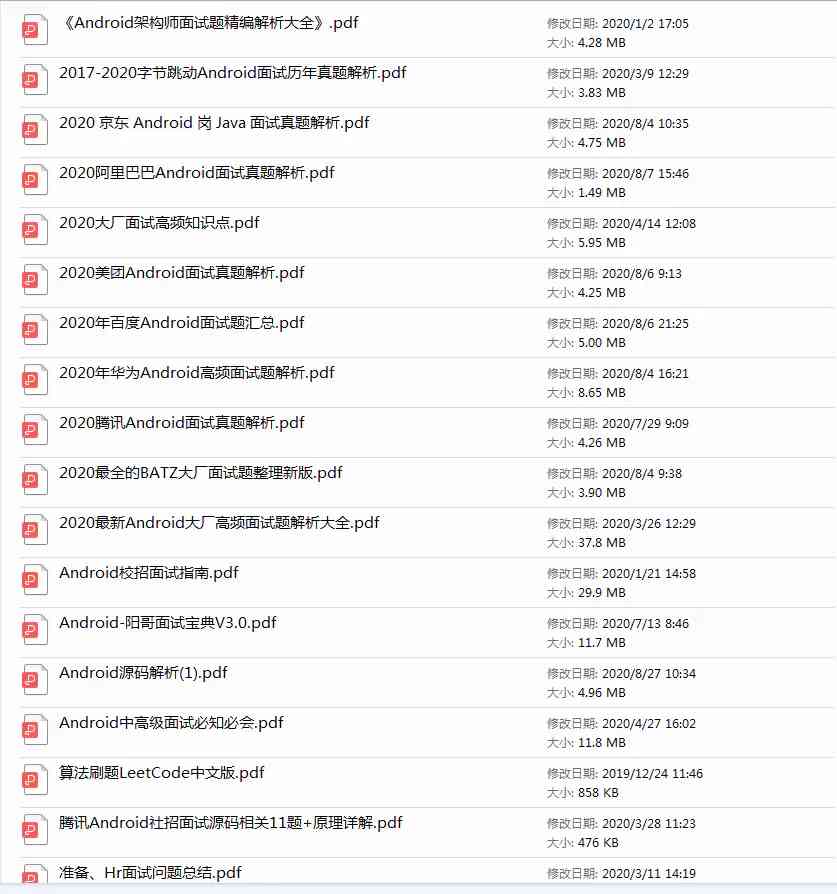 《Android架构师面试题精编解析大全》.pdf
修改日期: 2020/1/2 17:05
大小: 4.28 MB
2017-2020字节跳动Android面试历年真题解析.pdf
修改日期: 2020/3/9 12:29
大小: 3.83 MB
2020 京东 Android 岗 Java 面试真题解析.pdf
修改日期: 2020/8/4 10:35
大小: 4.75 MB
2020阿里巴巴Android面试真题解析.pdf
修改日期: 2020/8/7 15:46
大小: 1.49 MB
2020大厂面试高频知识点.pdf
修改日期: 2020/4/14 12:08
大小: 5.95 MB
2020美团Android面试真题解析.pdf
修改日期: 2020/8/6 9:13
大小: 4.25 MB
2020年百度Android面试题汇总.pdf
修改日期: 2020/8/6 21:25
大小: 5.00 MB
2020年华为Android高频面试题解析.pdf
修改日期: 2020/8/4 16:21
大小: 8.65 MB
2020腾讯Android面试真题解析.pdf
修改日期: 2020/7/29 9:09
大小: 4.26 MB
2020最全的BATZ大厂面试题整理新版.pdf
修改日期: 2020/8/4 9:38
大小: 3.90 MB
2020最新Android大厂高频面试题解析大全.pdf
修改日期: 2020/3/26 12:29
大小: 37.8 MB
Android校招面试指南.pdf
修改日期: 2020/1/21 14:58
大小: 29.9 MB
Android-阳哥面试宝典V3.0.pdf
修改日期: 2020/7/13 8:46
大小: 11.7 MB
Android源码解析(1).pdf
修改日期: 2020/8/27 10:34
大小: 4.96 MB
Android中高级面试必知必会.pdf
修改日期: 2020/4/27 16:02
大小: 11.8 MB
算法刷题LeetCode中文版.pdf
修改日期: 2019/12/24 11:46
大小: 858 KB
腾讯Android社招面试源码相关11题+原理详解.pdf
修改日期: 2020/3/28 11:23
大小: 476 KB
准备、Hr面试问题总结.pdf
修改日期: 2020/3/11 14:19